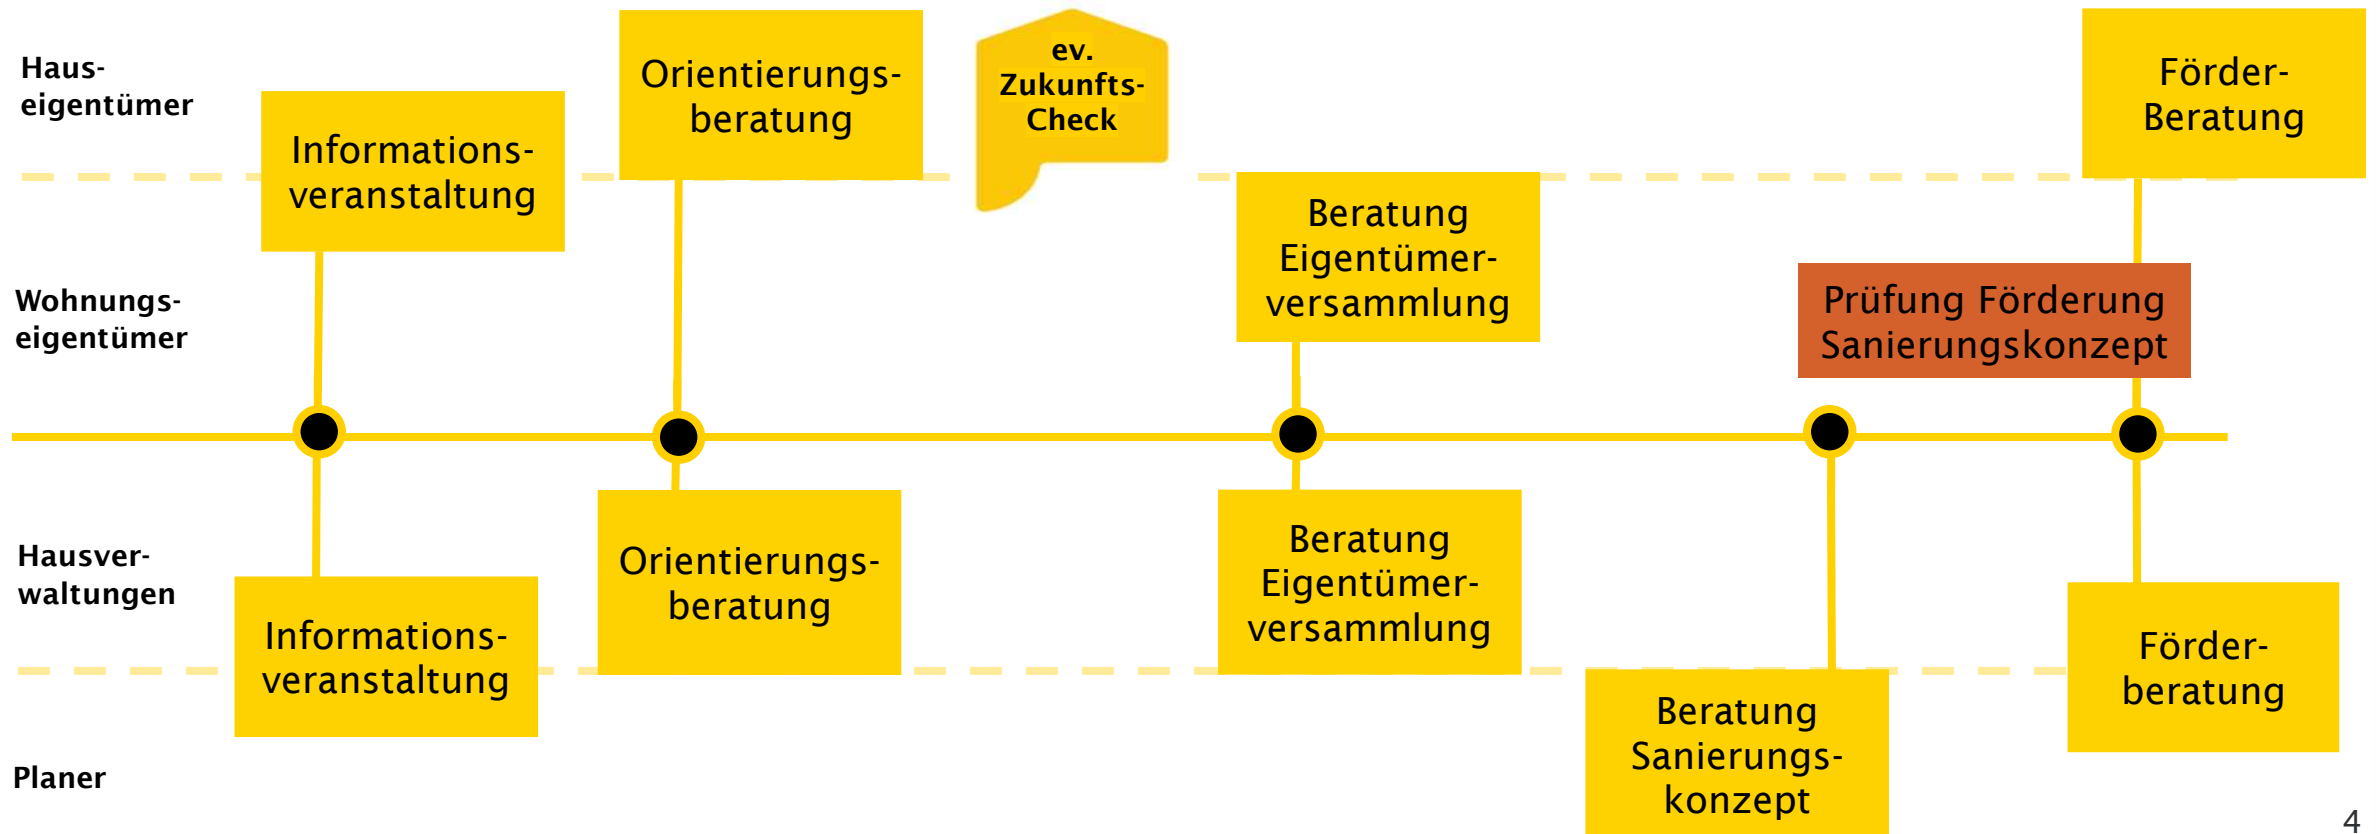 Haus-
eigentümer
Informations-
veranstaltung
Orientierungs-
beratung
ev.
Zukunfts-
Check
Förder-
Beratung
Wohnungs-
eigentümer
Beratung
Eigentümer-
versammlung
Prüfung Förderung
Sanierungskonzept
Hausver-
waltungen
Informations-
veranstaltung
Orientierungs-
beratung
Beratung
Eigentümer-
versammlung
Förder-
beratung
Planer
Beratung
Sanierungs-
konzept
4